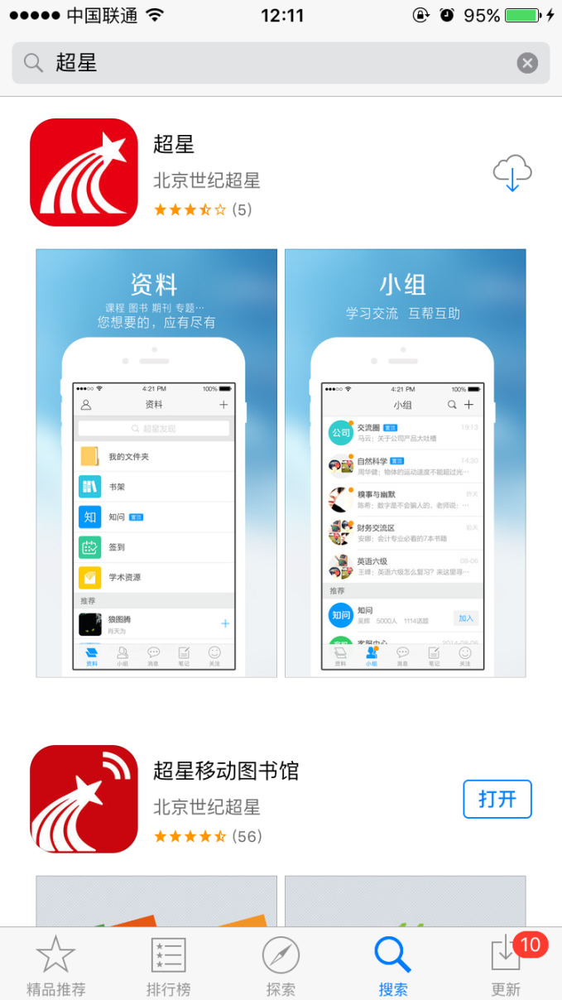 中国联通
12:11
95%
超星
超星
北京世纪超星
(5)
资料
课程 图书 期刊 专题…
您想要的，应有尽有
4:21 PM
100%
资料
超星发现
我的文件夹
书架
知
知问 置顶
签到
学术资源
推荐
狼图腾
肖天为
资料
小组
消息
笔记
关注
小组
学习交流 互帮互助
4:21 PM
100%
小组
公司
交流圈 置顶
19:13
马云：关于公司产品大吐槽
自然科学 置顶
14:30
周华健：物体的运动速度不能超过光…
糗事与幽默
昨天
陈希：数字是不会骗人的。老师说：…
财务交流区
前天
安娜：会计专业必看的7本书籍
英语六级
08-06
王峰：英语六级怎么复习？来这里寻…
推荐
知问
知问
吴辉 5000人 1114话题
加入
客服中心
2014-08-06
资料
小组
消息
笔记
关注
超星移动图书馆
北京世纪超星
(56)
打开
精品推荐
排行榜
探索
搜索
更新
10